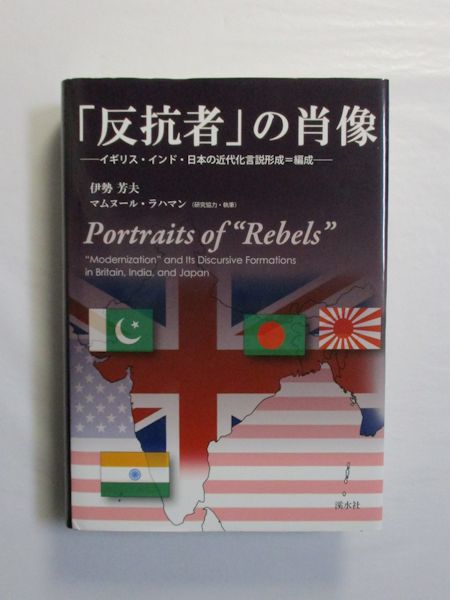 「反抗者」の肖像
──イギリス・インド・日本の近代化言説形成＝編成──
伊勢 芳夫
マムヌール・ラハマン（研究協力・執筆）
Portraits of “Rebels”
“Modernization” and Its Discursive Formations
in Britain, India, and Japan
溪水社